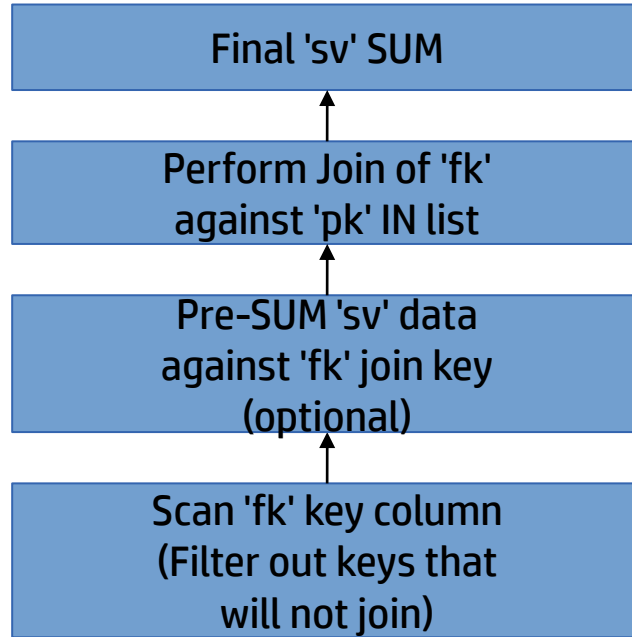 Final 'sv' SUM
Perform Join of 'fk'
against 'pk' IN list
Pre-SUM 'sv' data
against 'fk' join key
(optional)
Scan 'fk' key column
(Filter out keys that
will not join)